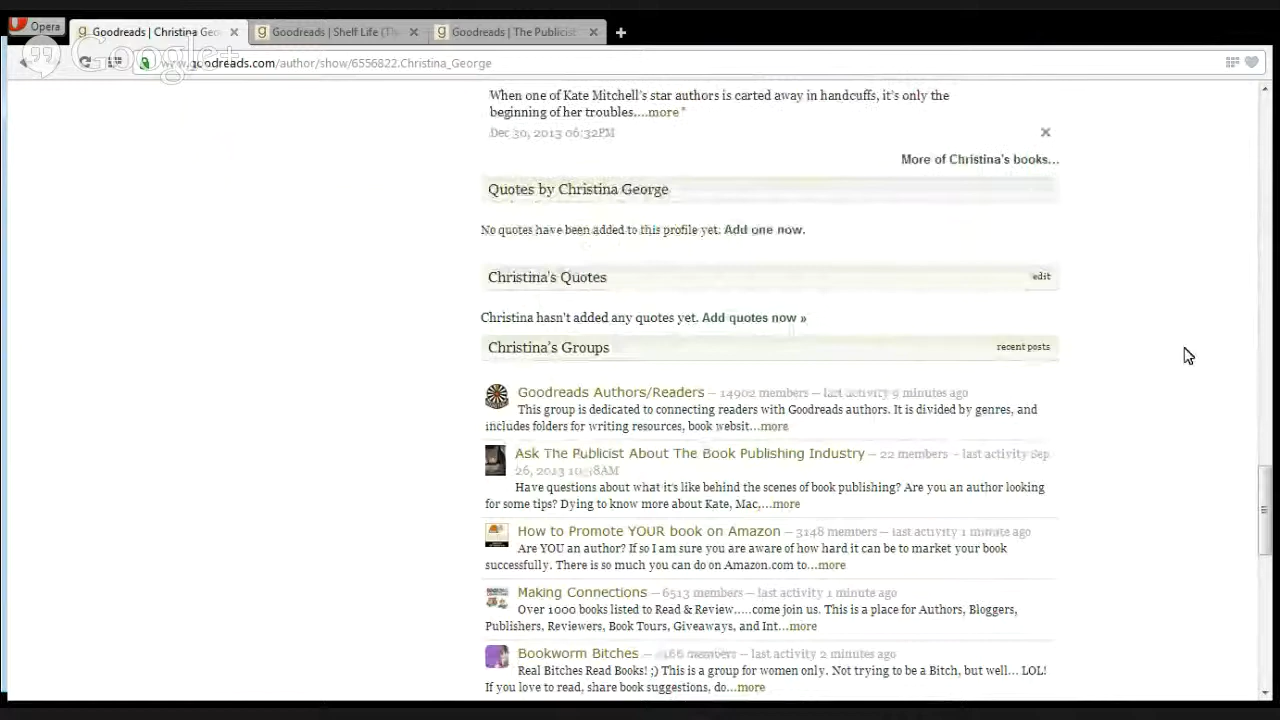 Opera
Goodreads | Christina Geo
Goodreads | Shelf Life (Th
Goodreads | The Publicist
Google+
www.goodreads.com/author/show/6556822.Christina_George
When one of Kate Mitchell's star authors is carted away in handcuffs, it's only the
beginning of her troubles....more"
Dec 30, 2013 06:32PM
More of Christina's books...
Quotes by Christina George
No quotes have been added to this profile yet. Add one now.
Christina's Quotes
edit
Christina hasn't added any quotes yet. Add quotes now »
Christina's Groups
recent posts
Goodreads Authors/Readers — 14902 members — last activity 9 minutes ago
This group is dedicated to connecting readers with Goodreads authors. It is divided by genres, and
includes folders for writing resources, book websit...more
Ask The Publicist About The Book Publishing Industry — 22 members — last activity Sep
26, 2013 AM
Have questions about what it's like behind the scenes of book publishing? Are you an author looking
for some tips? Dying to know more about Kate, Mac,...more
How to Promote YOUR book on Amazon — 3148 members — last activity 1 minute ago
Are YOU an author? If so I am sure you are aware of how hard it can be to market your book
successfully. There is so much you can do on Amazon.com to...more
Making Connections — 6513 members — last activity 1 minute ago
Over 1000 books listed to Read & Review.....come join us. This is a place for Authors, Bloggers,
Publishers, Reviewers, Book Tours, Giveaways, and Int...more
Bookworm Bitches — members — last activity 2 minutes ago
Real Bitches Read Books! ;) This is a group for women only. Not trying to be a Bitch, but well... LOL!
If you love to read, share book suggestions, do...more